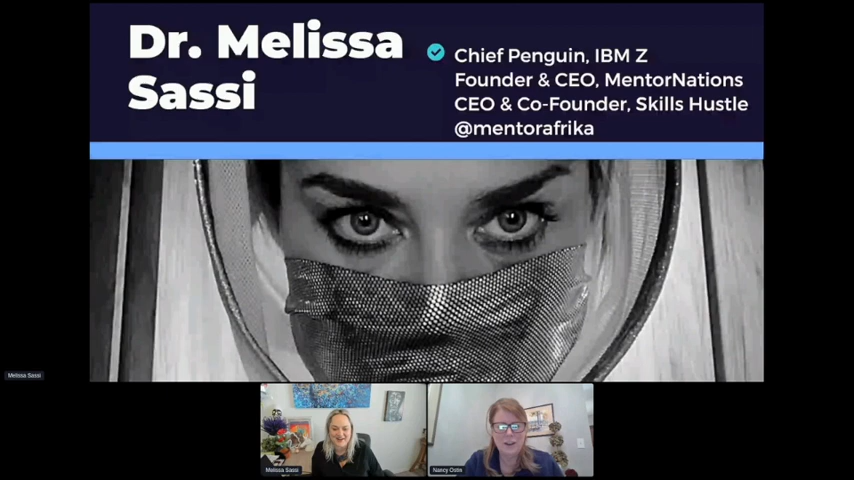 Dr. Melissa
Sassi
Chief Penguin, IBM Z
Founder & CEO, MentorNations
CEO & Co-Founder, Skills Hustle
@mentorafrika
Melissa Sassi
Melissa Sassi
Nancy Ostin